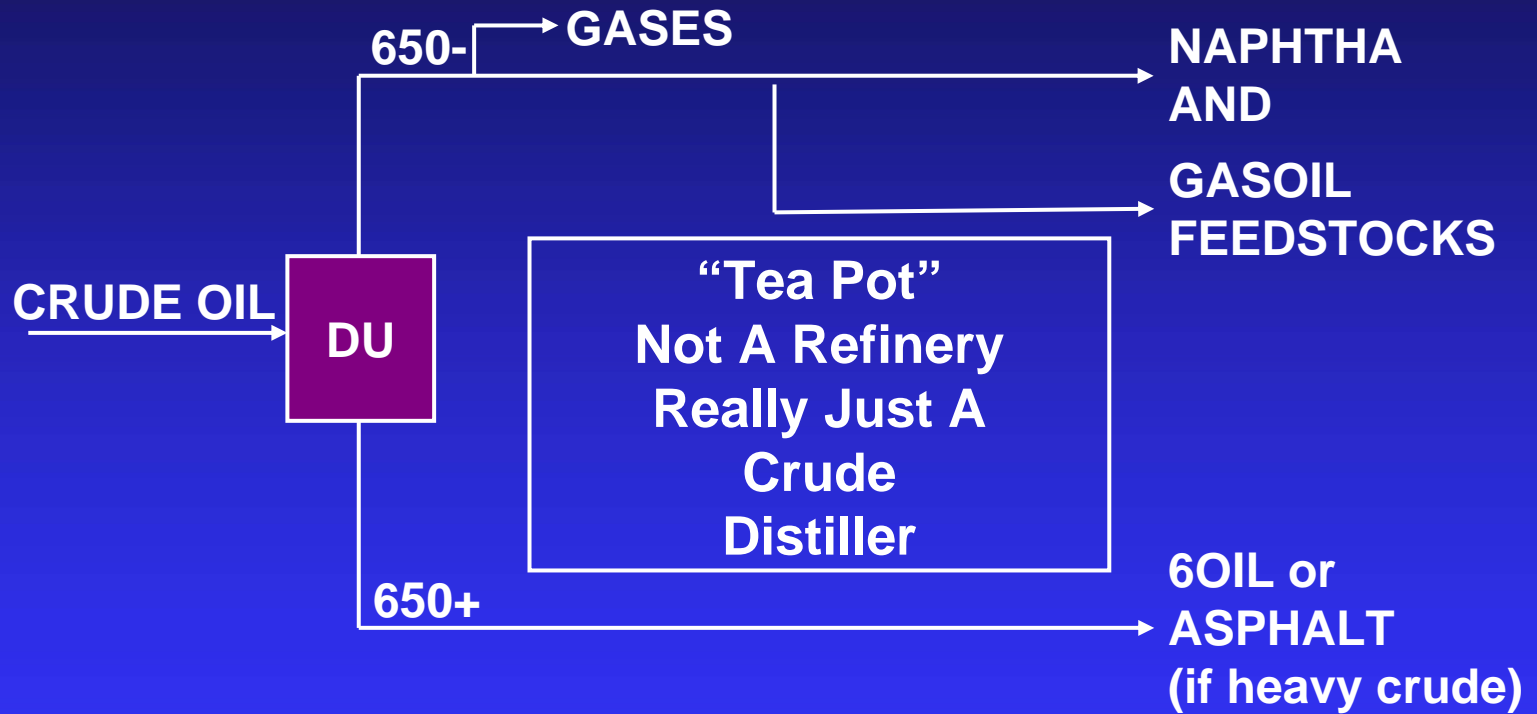 650-
GASES
NAPHTHA
AND
GASOIL
FEEDSTOCKS
CRUDE OIL
DU
“Tea Pot”
Not A Refinery
Really Just A
Crude
Distiller
650+
6OIL or
ASPHALT
(if heavy crude)